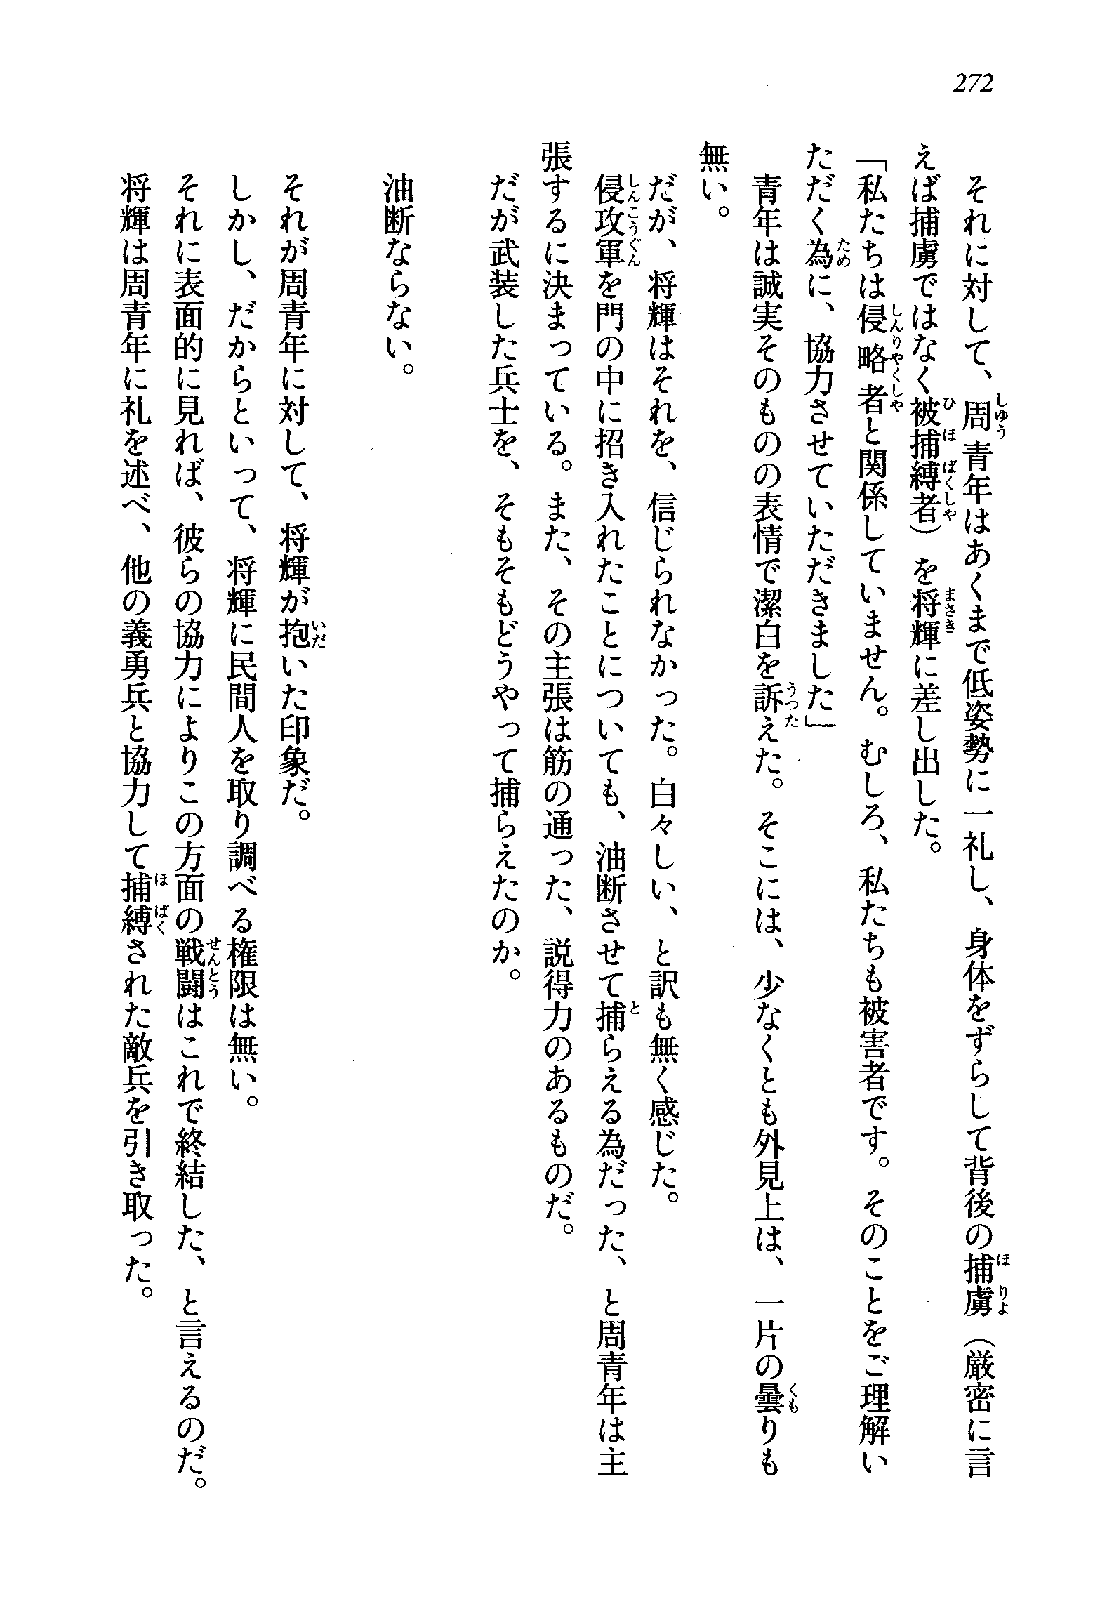 272
　それに対して、周青年はあくまで低姿勢に一礼し、身体をずらして背後の捕虜（厳密に言
えば捕虜ではなく被捕縛者）を将輝に差し出した。
「私たちは侵略者と関係していません。むしろ、私たちも被害者です。そのことをご理解い
ただく為に、協力させていただきました」
　青年は誠実そのものの表情で潔白を訴えた。そこには、少なくとも外見上は、一片の曇りも
無い。
　だが、将輝はそれを、信じられなかった。白々しい、と訳も無く感じた。
　侵攻軍を門の中に招き入れたことについても、油断させて捕らえる為だった、と周青年は主
張するに決まっている。また、その主張は筋の通った、説得力のあるものだ。
　だが武装した兵士を、そもそもどうやって捕らえたのか。
　油断ならない。
　それが周青年に対して、将輝が抱いた印象だ。
　しかし、だからといって、将輝に民間人を取り調べる権限は無い。
　それに表面的に見れば、彼らの協力によりこの方面の戦闘はこれで終結した、と言えるのだ。
　将輝は周青年に礼を述べ、他の義勇兵と協力して捕縛された敵兵を引き取った。